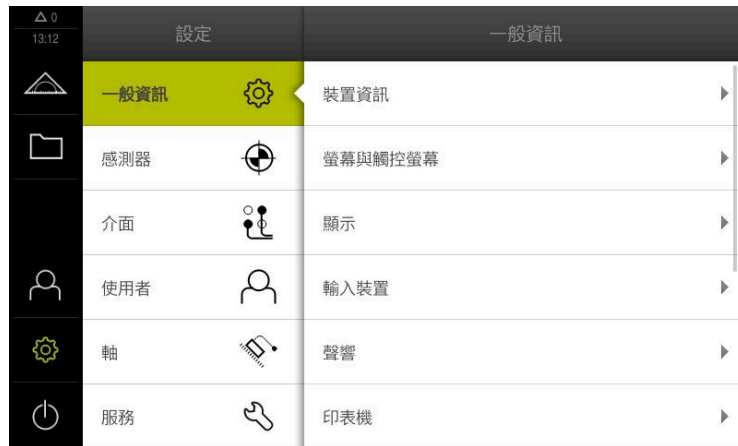 0
13:12
設定
一般資訊
一般資訊
感測器
介面
使用者
軸
服務
裝置資訊
螢幕與觸控螢幕
顯示
輸入裝置
聲響
印表機